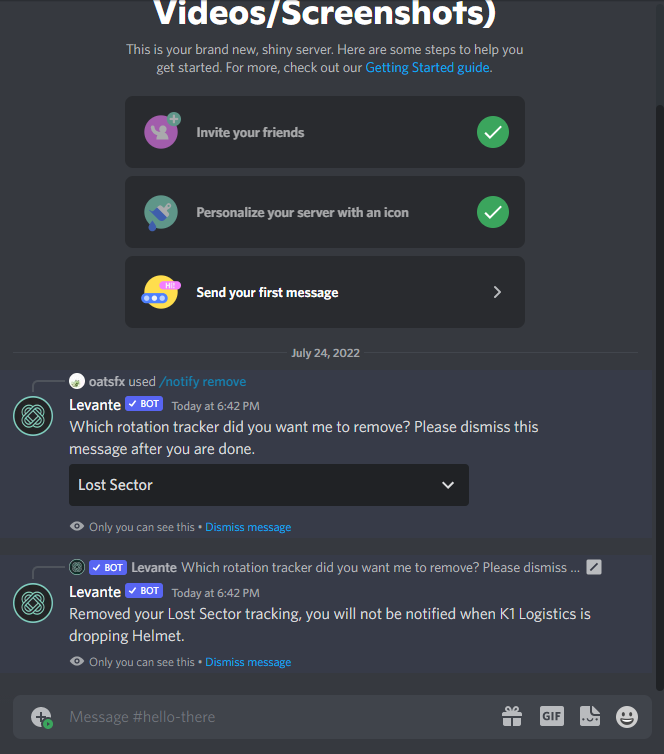 Videos/Screenshots)
This is your brand new, shiny server. Here are some steps to help you
get started. For more, check out our Getting Started guide.
Invite your friends
Personalize your server with an icon
Hi!
Send your first message
July 24, 2022
oatsfx used /notify remove
Levante ✓ BOT Today at 6:42 PM
Which rotation tracker did you want me to remove? Please dismiss this
message after you are done.
Lost Sector
Only you can see this • Dismiss message
✓ BOT Levante Which rotation tracker did you want me to remove? Please dismiss ...
Levante ✓ BOT Today at 6:42 PM
Removed your Lost Sector tracking, you will not be notified when K1 Logistics is
dropping Helmet.
Only you can see this • Dismiss message
Message #hello-there
GIF